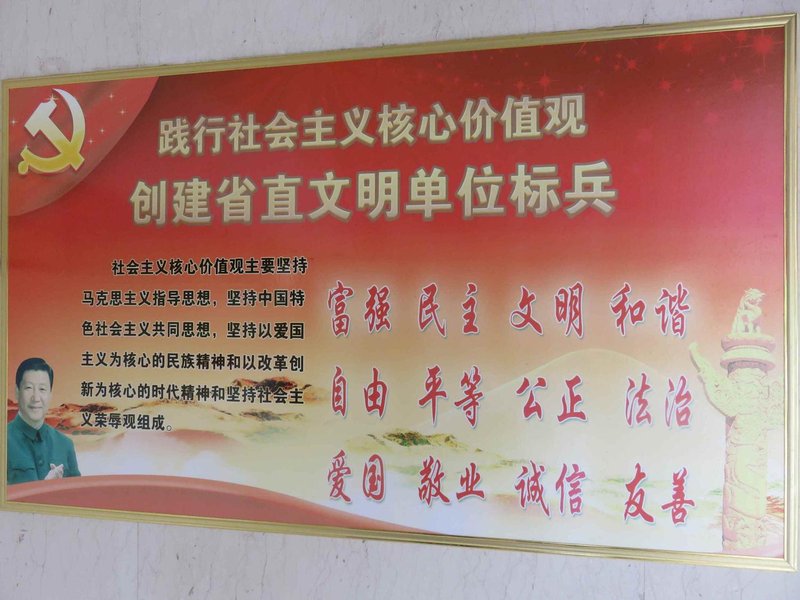 践行社会主义核心价值观
创建省直文明单位标兵
社会主义核心价值观主要坚持
马克思主义指导思想，坚持中国特
色社会主义共同思想，坚持以爱国
主义为核心的民族精神和以改革创
新为核心的时代精神和坚持社会主
义荣辱观组成。
富强 民主 文明 和谐
自由 平等 公正 法治
爱国 敬业 诚信 友善